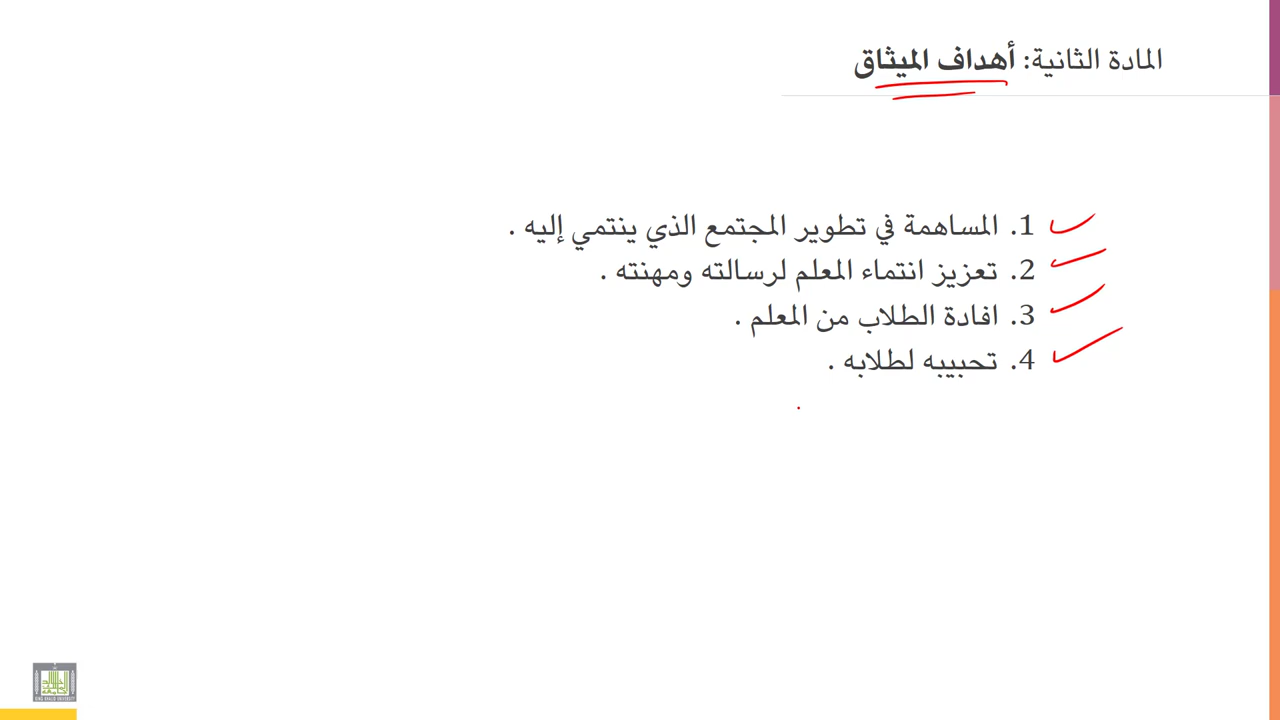 المادة الثانية: أهداف الميثاق
1. المساهمة في تطوير المجتمع الذي ينتمي إليه .
2. تعزيز انتماء المعلم لرسالته ومهنته .
3. افادة الطلاب من المعلم .
4. تحبيبه لطلابه .